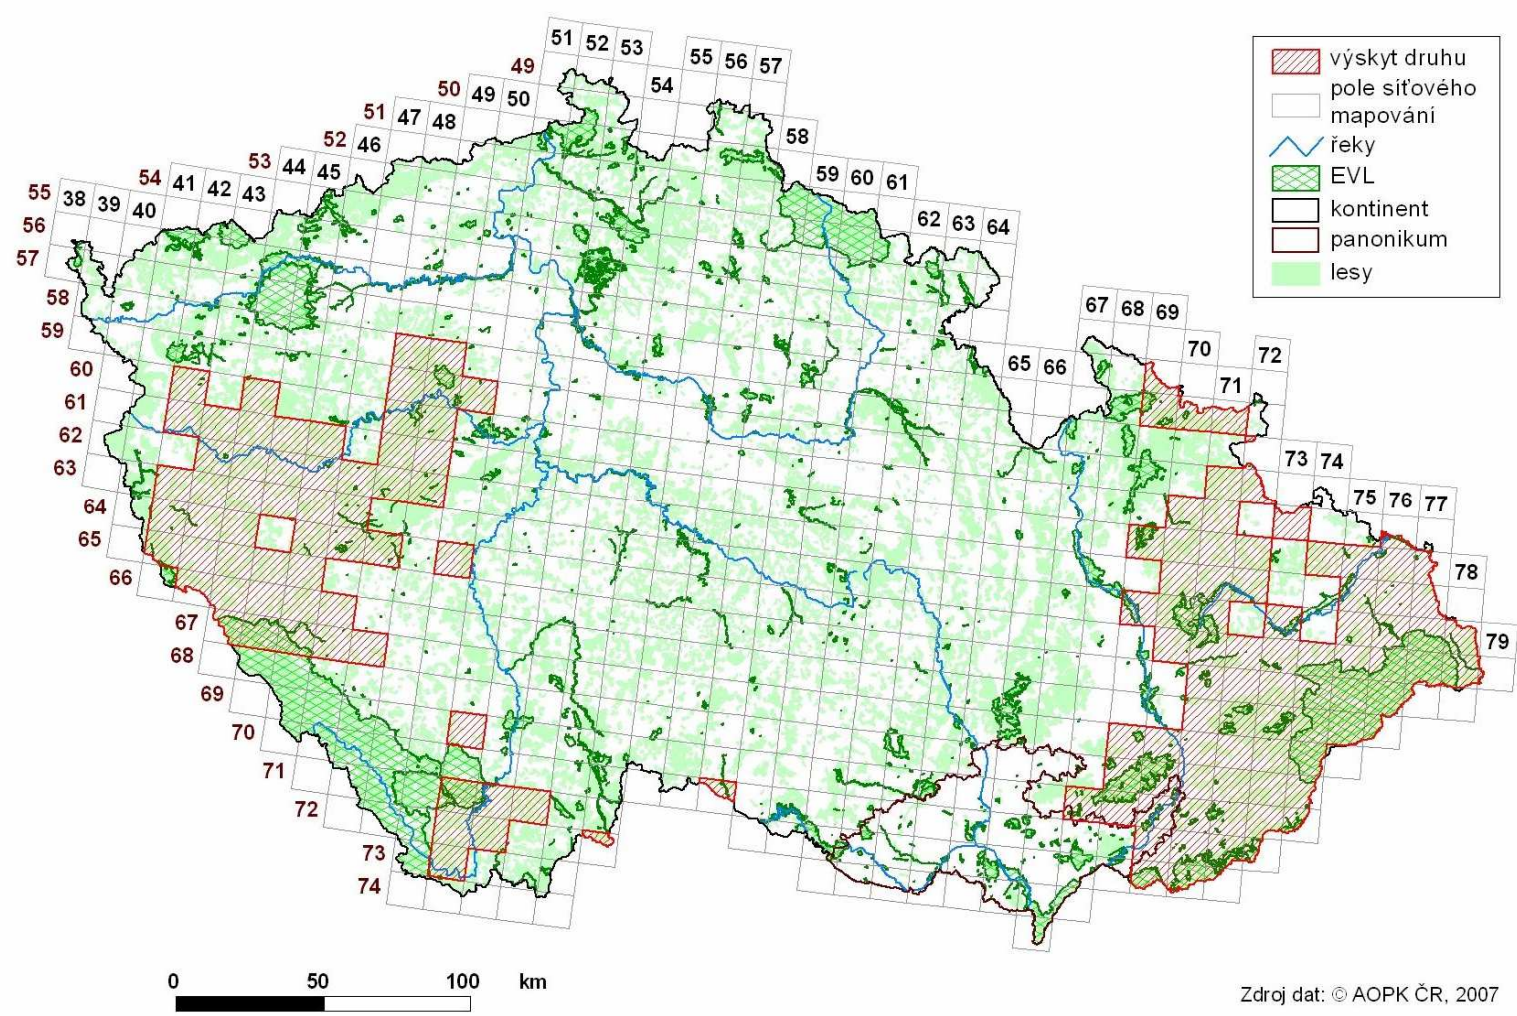 51 52 53
54
55 56 57
49
50 49 50
51 47 48
52 46
53 44 45
54 41 42 43
55 38 39 40
56
57
58
59
60
61
62
63
64
65
66
67
68
69
70
71
72
73
74
58
59 60 61
62 63 64
65 66
67 68 69
70
71
72
73 74
75 76 77
78
79
výskyt druhu
pole síťového
mapování
řeky
EVL
kontinent
panonikum
lesy
0 50 100 km
Zdroj dat: © AOPK ČR, 2007